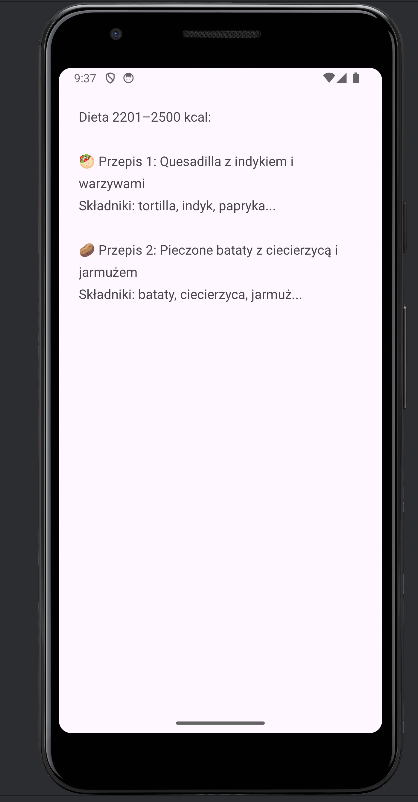 9:37
Dieta 2201–2500 kcal:
🥙 Przepis 1: Quesadilla z indykiem i
warzywami
Składniki: tortilla, indyk, papryka...
🥔 Przepis 2: Pieczone bataty z ciecierzycą i
jarmużem
Składniki: bataty, ciecierzyca, jarmuż...